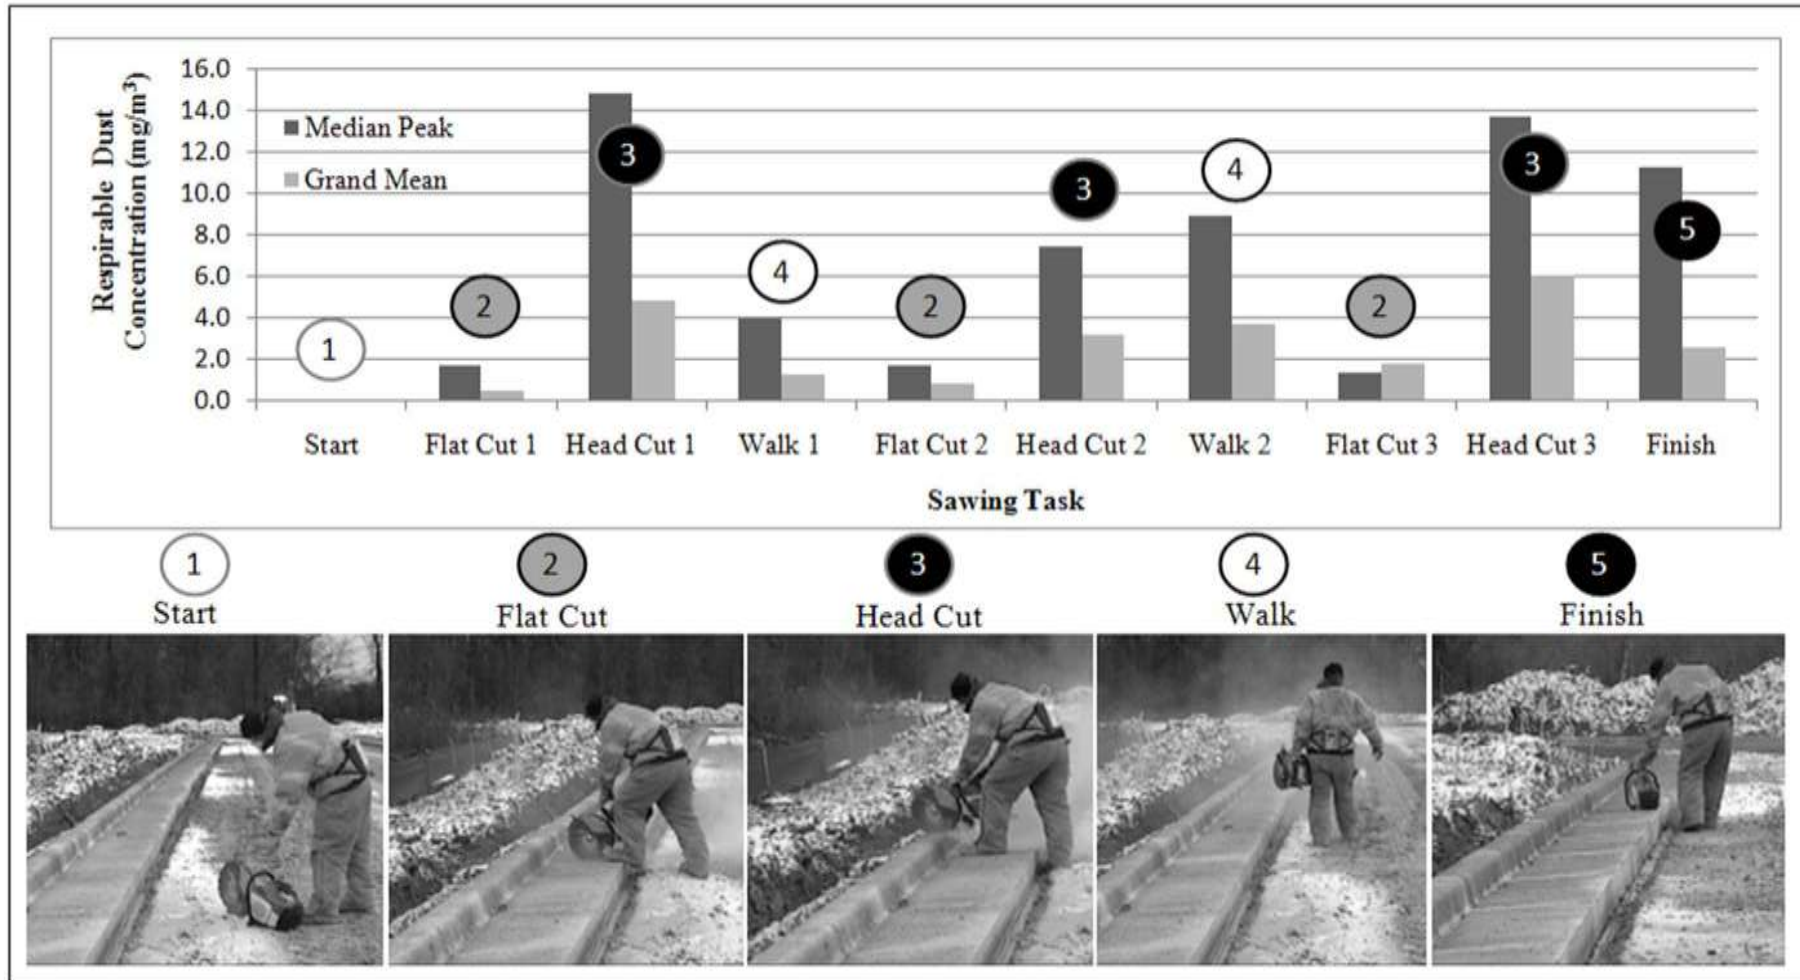 Respirable Dust
Concentration (mg/m³)
16.0
14.0
12.0
10.0
8.0
6.0
4.0
2.0
0.0
Median Peak
Grand Mean
1
2
3
4
2
3
4
2
3
5
Start
Flat Cut 1
Head Cut 1
Walk 1
Flat Cut 2
Head Cut 2
Walk 2
Flat Cut 3
Head Cut 3
Finish
Sawing Task
1
Start
2
Flat Cut
3
Head Cut
4
Walk
5
Finish